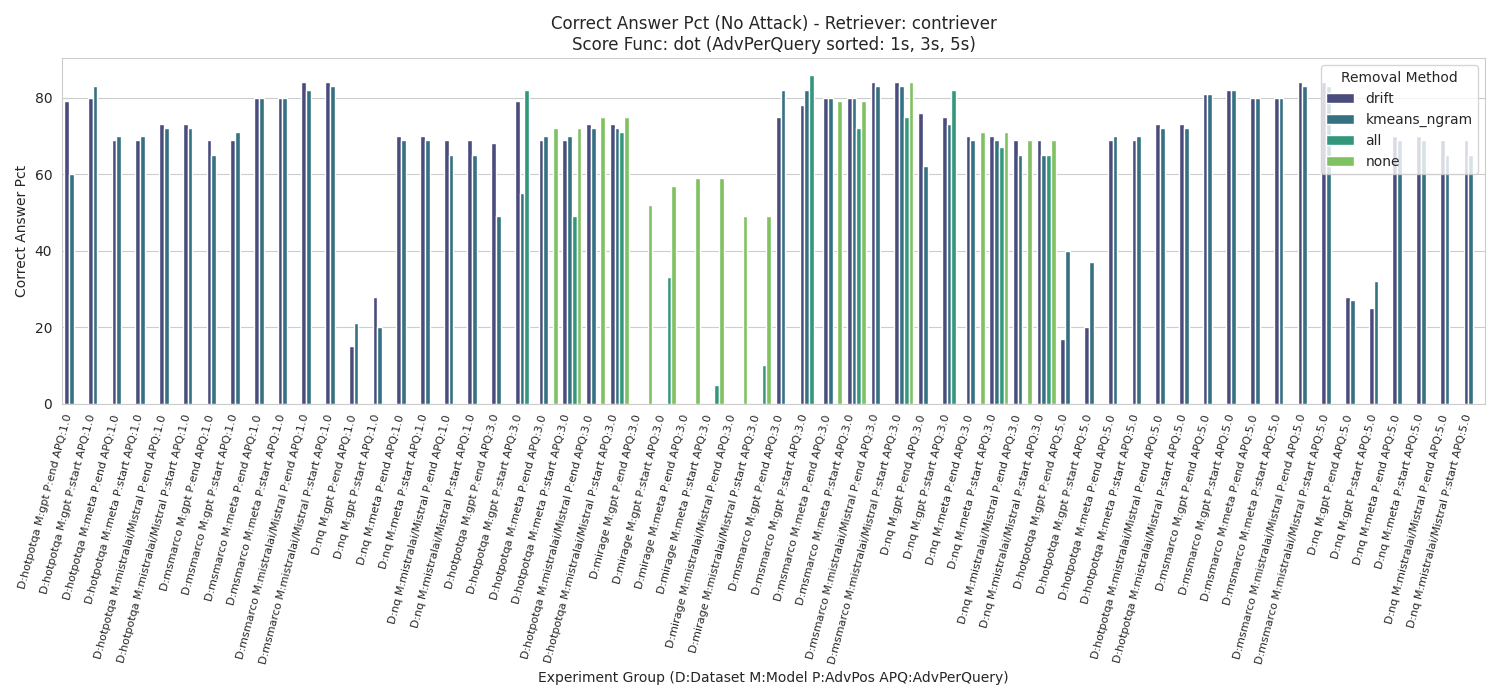 Correct Answer Pct (No Attack) - Retriever: contriever
Score Func: dot (AdvPerQuery sorted: 1s, 3s, 5s)
Correct Answer Pct
80
60
40
20
0
Removal Method
drift
kmeans_ngram
all
none
D:hotpotqa M:gpt P:end APQ:1.0
D:hotpotqa M:gpt P:start APQ:1.0
D:hotpotqa M:meta P:end APQ:1.0
D:hotpotqa M:meta P:start APQ:1.0
D:hotpotqa M:mistralai/Mistral P:end APQ:1.0
D:hotpotqa M:mistralai/Mistral P:start APQ:1.0
D:msmarco M:gpt P:end APQ:1.0
D:msmarco M:gpt P:start APQ:1.0
D:msmarco M:meta P:end APQ:1.0
D:msmarco M:meta P:start APQ:1.0
D:msmarco M:mistralai/Mistral P:end APQ:1.0
D:msmarco M:mistralai/Mistral P:start APQ:1.0
D:nq M:gpt P:end APQ:1.0
D:nq M:gpt P:start APQ:1.0
D:nq M:meta P:end APQ:1.0
D:nq M:meta P:start APQ:1.0
D:nq M:mistralai/Mistral P:end APQ:1.0
D:nq M:mistralai/Mistral P:start APQ:1.0
D:hotpotqa M:gpt P:end APQ:3.0
D:hotpotqa M:gpt P:start APQ:3.0
D:hotpotqa M:meta P:end APQ:3.0
D:hotpotqa M:meta P:start APQ:3.0
D:hotpotqa M:mistralai/Mistral P:end APQ:3.0
D:hotpotqa M:mistralai/Mistral P:start APQ:3.0
D:mirage M:gpt P:end APQ:3.0
D:mirage M:gpt P:start APQ:3.0
D:mirage M:meta P:end APQ:3.0
D:mirage M:meta P:start APQ:3.0
D:mirage M:mistralai/Mistral P:end APQ:3.0
D:mirage M:mistralai/Mistral P:start APQ:3.0
D:msmarco M:gpt P:end APQ:3.0
D:msmarco M:gpt P:start APQ:3.0
D:msmarco M:meta P:end APQ:3.0
D:msmarco M:meta P:start APQ:3.0
D:msmarco M:mistralai/Mistral P:end APQ:3.0
D:msmarco M:mistralai/Mistral P:start APQ:3.0
D:nq M:gpt P:end APQ:3.0
D:nq M:gpt P:start APQ:3.0
D:nq M:meta P:end APQ:3.0
D:nq M:meta P:start APQ:3.0
D:nq M:mistralai/Mistral P:end APQ:3.0
D:nq M:mistralai/Mistral P:start APQ:3.0
D:hotpotqa M:gpt P:end APQ:5.0
D:hotpotqa M:gpt P:start APQ:5.0
D:hotpotqa M:meta P:end APQ:5.0
D:hotpotqa M:meta P:start APQ:5.0
D:hotpotqa M:mistralai/Mistral P:end APQ:5.0
D:hotpotqa M:mistralai/Mistral P:start APQ:5.0
D:msmarco M:gpt P:end APQ:5.0
D:msmarco M:gpt P:start APQ:5.0
D:msmarco M:meta P:end APQ:5.0
D:msmarco M:meta P:start APQ:5.0
D:msmarco M:mistralai/Mistral P:end APQ:5.0
D:msmarco M:mistralai/Mistral P:start APQ:5.0
D:nq M:gpt P:end APQ:5.0
D:nq M:gpt P:start APQ:5.0
D:nq M:meta P:end APQ:5.0
D:nq M:meta P:start APQ:5.0
D:nq M:mistralai/Mistral P:end APQ:5.0
D:nq M:mistralai/Mistral P:start APQ:5.0
Experiment Group (D:Dataset M:Model P:AdvPos APQ:AdvPerQuery)